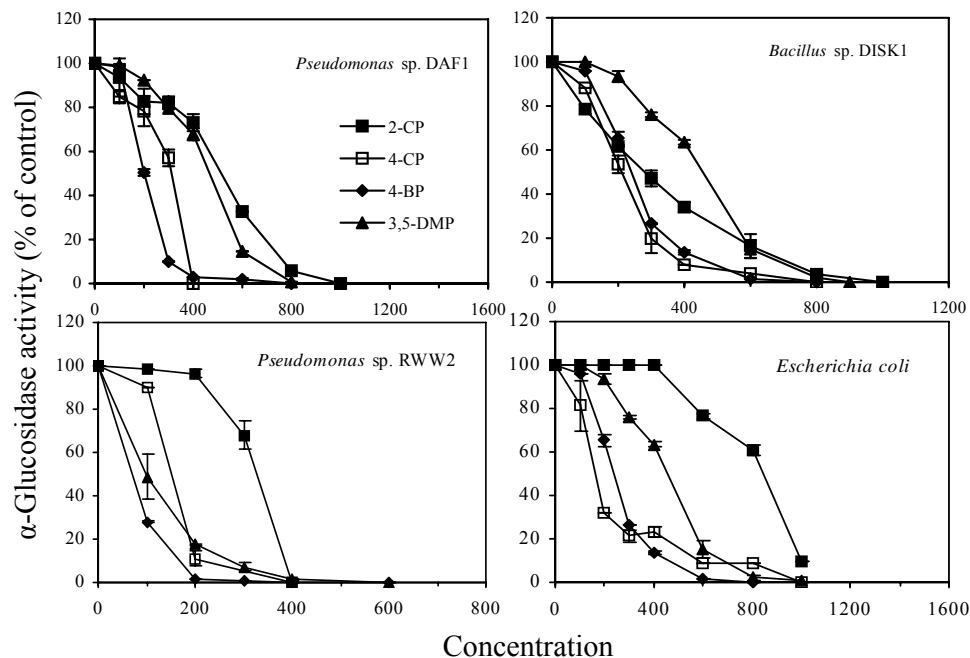 α-Glucosidase activity (% of control)
120
100
80
60
40
20
0
0 400 800 1200 1600
Pseudomonas sp. DAF1
2-CP
4-CP
4-BP
3,5-DMP
120
100
80
60
40
20
0
0 400 800 1200
Bacillus sp. DISK1
120
100
80
60
40
20
0
0 200 400 600 800
Pseudomonas sp. RWW2
120
100
80
60
40
20
0
0 400 800 1200 1600
Escherichia coli
Concentration